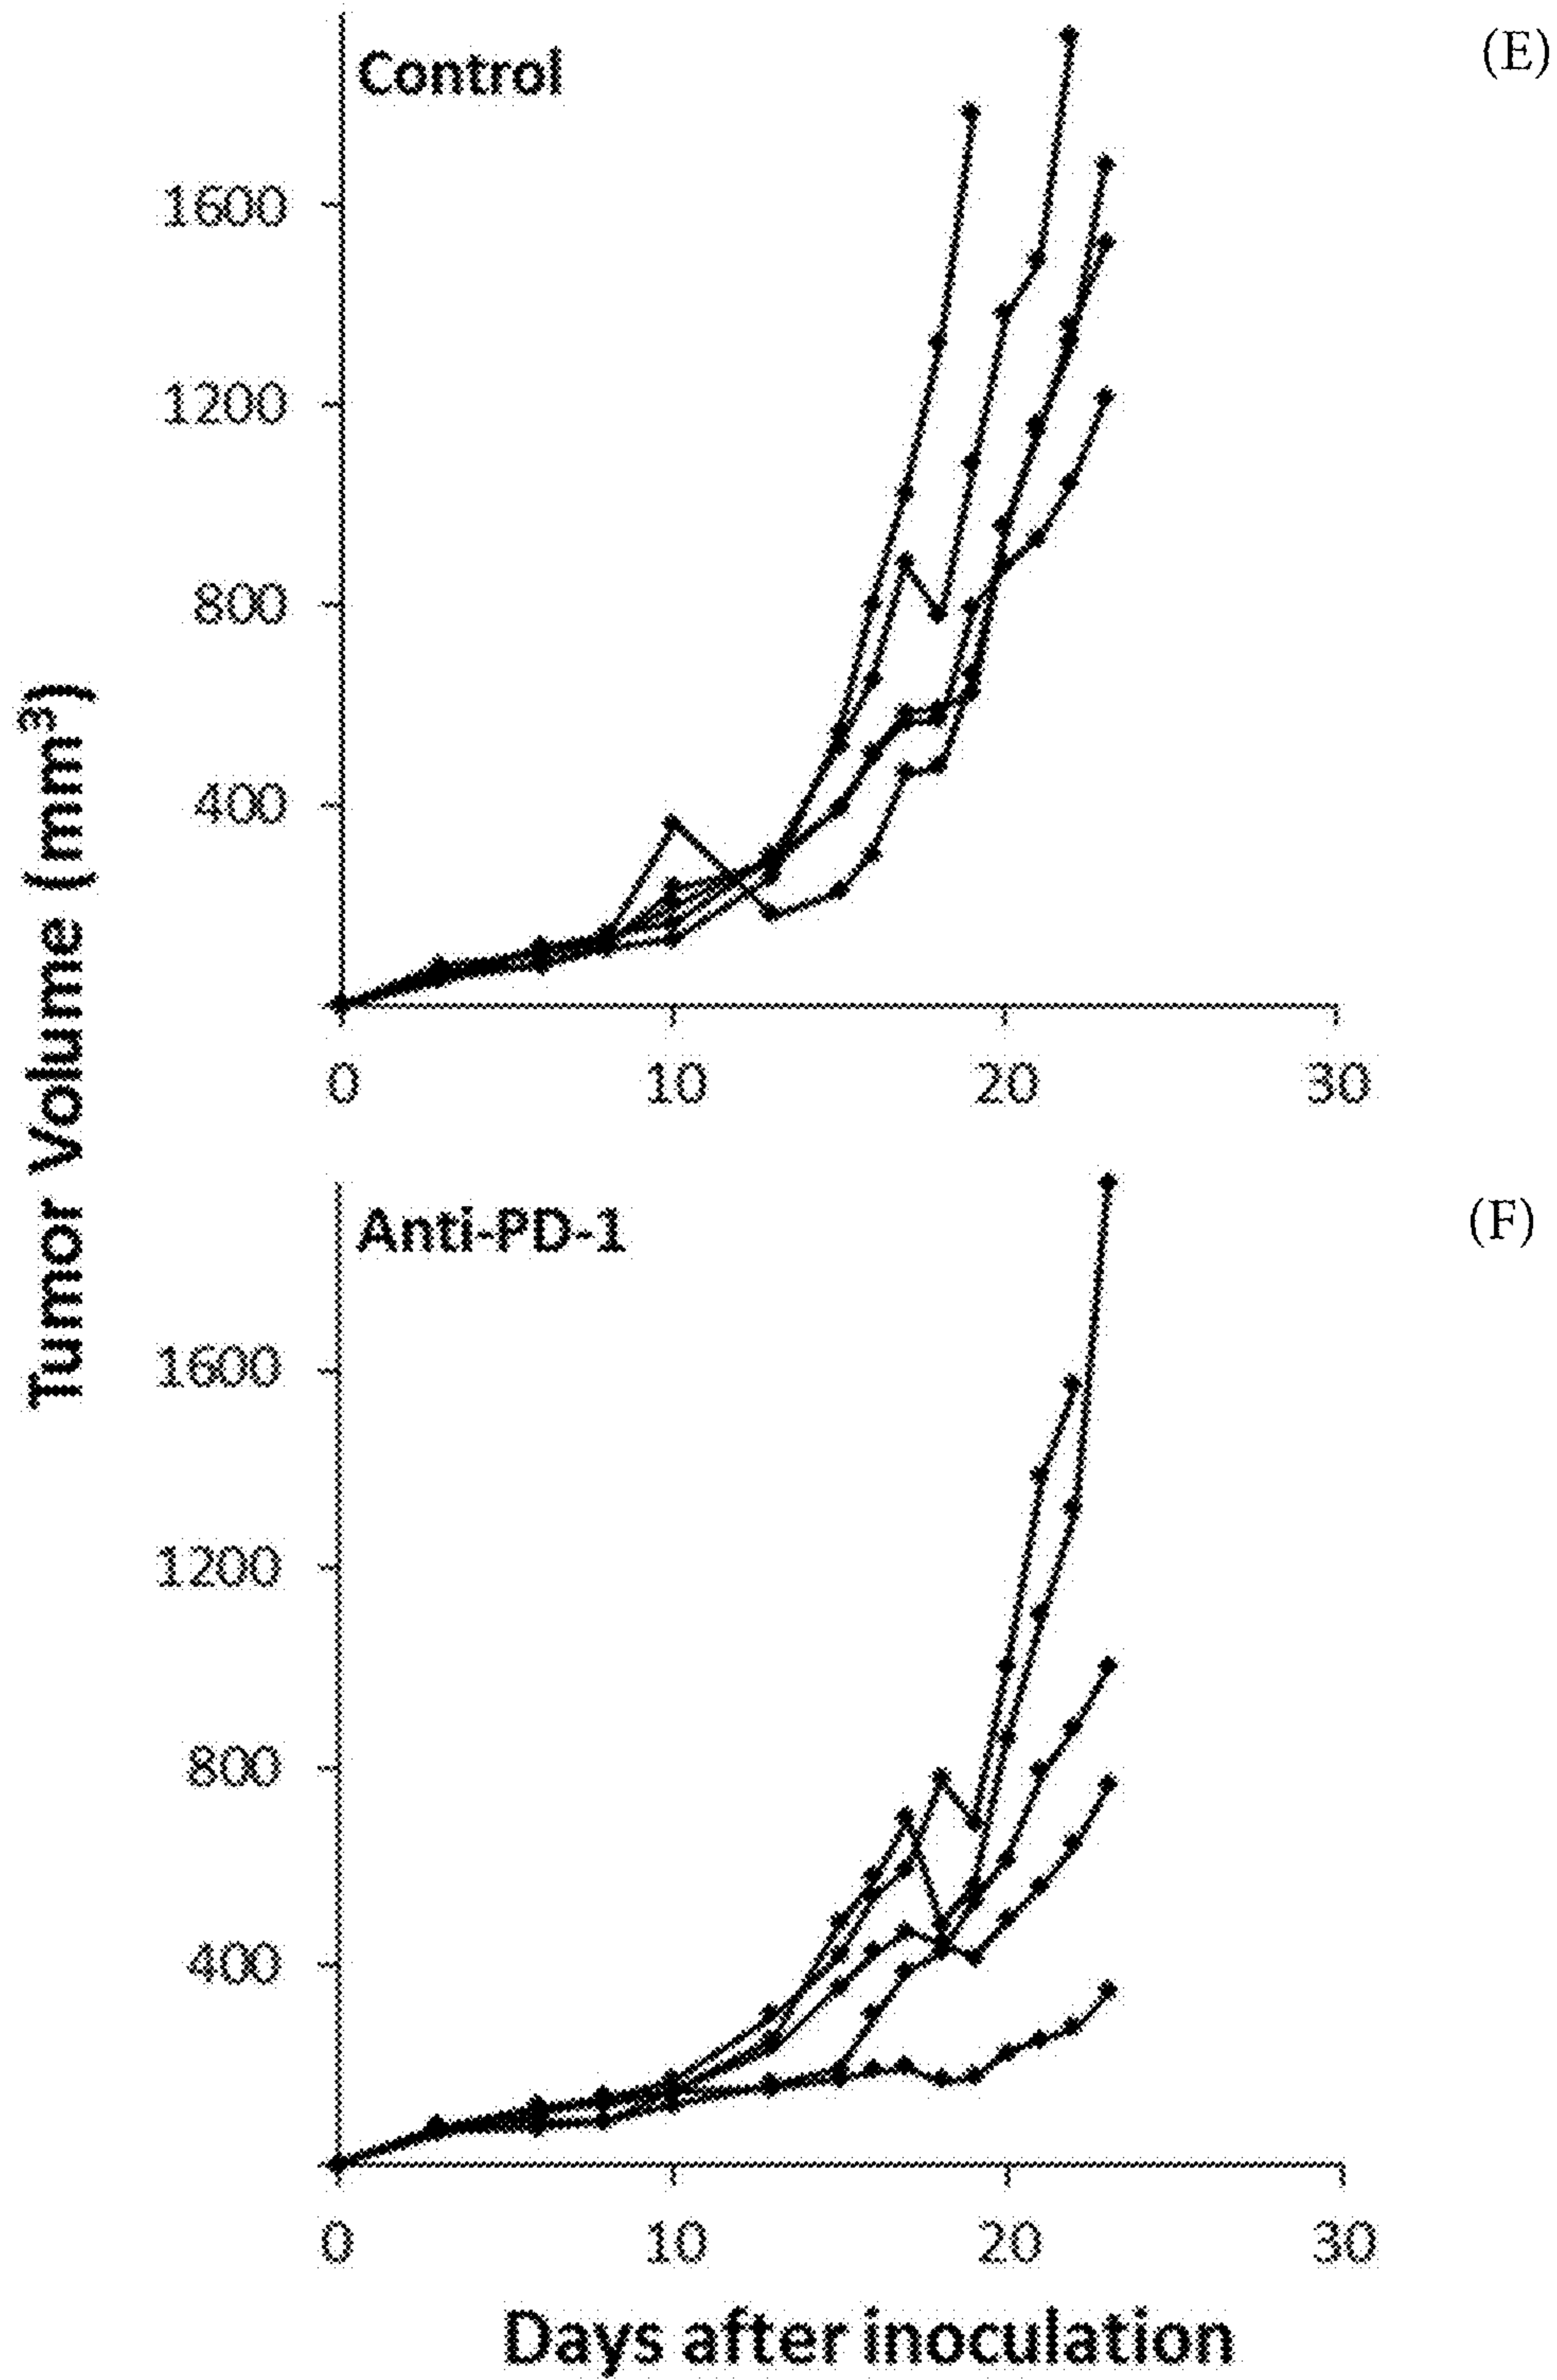 Control
(E)
1600
1200
800
400
0 10 20 30
Tumor Volume (mm³)
Anti-PD-1
(F)
1600
1200
800
400
0 10 20 30
Days after inoculation